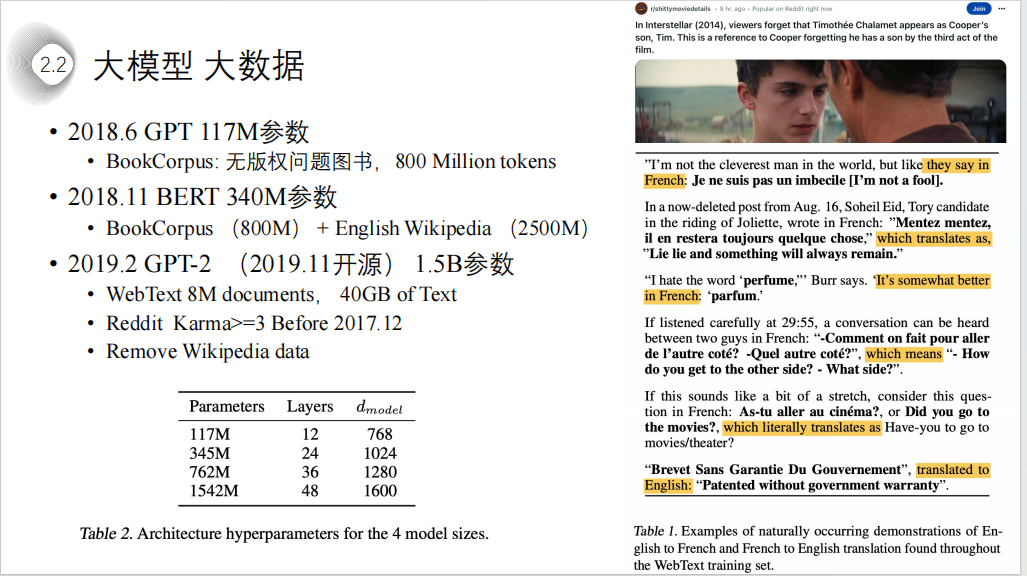 2.2
大模型 大数据
• 2018.6 GPT 117M参数
• BookCorpus: 无版权问题图书，800 Million tokens
• 2018.11 BERT 340M参数
• BookCorpus （800M） + English Wikipedia （2500M）
• 2019.2 GPT-2 （2019.11开源） 1.5B参数
• WebText 8M documents， 40GB of Text
• Reddit Karma>=3 Before 2017.12
• Remove Wikipedia data
Parameters Layers d_model
117M 12 768
345M 24 1024
762M 36 1280
1542M 48 1600
Table 2. Architecture hyperparameters for the 4 model sizes.
r/shittymoviedetails • 9 hr. ago • Popular on Reddit right now
Join
In Interstellar (2014), viewers forget that Timothée Chalamet appears as Cooper's
son, Tim. This is a reference to Cooper forgetting he has a son by the third act of the
film.
”I'm not the cleverest man in the world, but like they say in
French: Je ne suis pas un imbecile [I'm not a fool].
In a now-deleted post from Aug. 16, Soheil Eid, Tory candidate
in the riding of Joliette, wrote in French: ”Mentez mentez,
il en restera toujours quelque chose,” which translates as,
”Lie lie and something will always remain.”
“I hate the word ‘perfume,’” Burr says. ‘It's somewhat better
in French: ‘parfum.’
If listened carefully at 29:55, a conversation can be heard
between two guys in French: “-Comment on fait pour aller
de l'autre coté? -Quel autre coté?”, which means “- How
do you get to the other side? - What side?”.
If this sounds like a bit of a stretch, consider this ques-
tion in French: As-tu aller au cinéma?, or Did you go to
the movies?, which literally translates as Have-you to go to
movies/theater?
“Brevet Sans Garantie Du Gouvernement”, translated to
English: “Patented without government warranty”.
Table 1. Examples of naturally occurring demonstrations of En-
glish to French and French to English translation found throughout
the WebText training set.